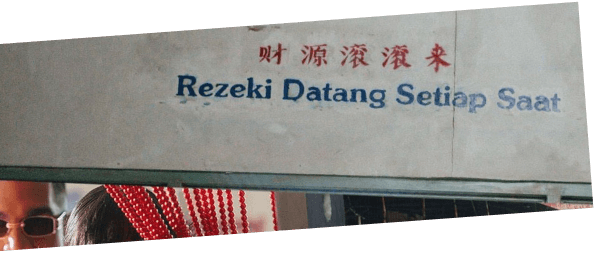 财源滚滚来
Rezeki Datang Setiap Saat